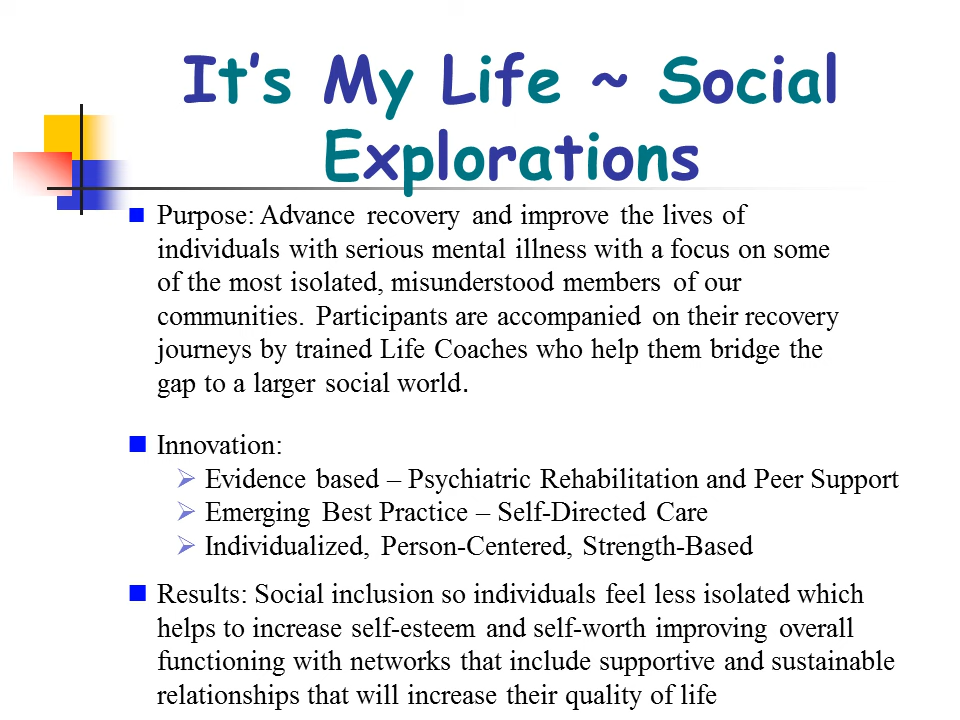 It's My Life ~ Social
Explorations
Purpose: Advance recovery and improve the lives of
individuals with serious mental illness with a focus on some
of the most isolated, misunderstood members of our
communities. Participants are accompanied on their recovery
journeys by trained Life Coaches who help them bridge the
gap to a larger social world.
Innovation:
Evidence based – Psychiatric Rehabilitation and Peer Support
Emerging Best Practice – Self-Directed Care
Individualized, Person-Centered, Strength-Based
Results: Social inclusion so individuals feel less isolated which
helps to increase self-esteem and self-worth improving overall
functioning with networks that include supportive and sustainable
relationships that will increase their quality of life